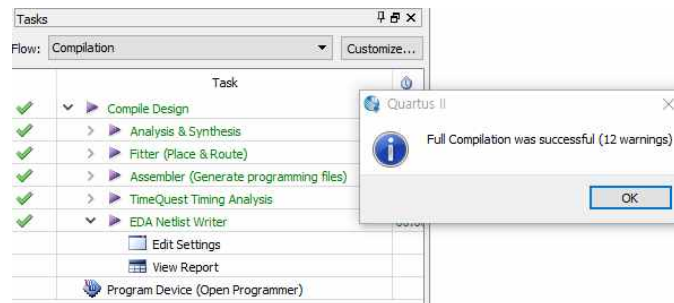 Tasks
Flow: Compilation Customize...
Task
Compile Design
Analysis & Synthesis
Fitter (Place & Route)
Assembler (Generate programming files)
TimeQuest Timing Analysis
EDA Netlist Writer
Edit Settings
View Report
Program Device (Open Programmer)
Quartus II
Full Compilation was successful (12 warnings)
OK